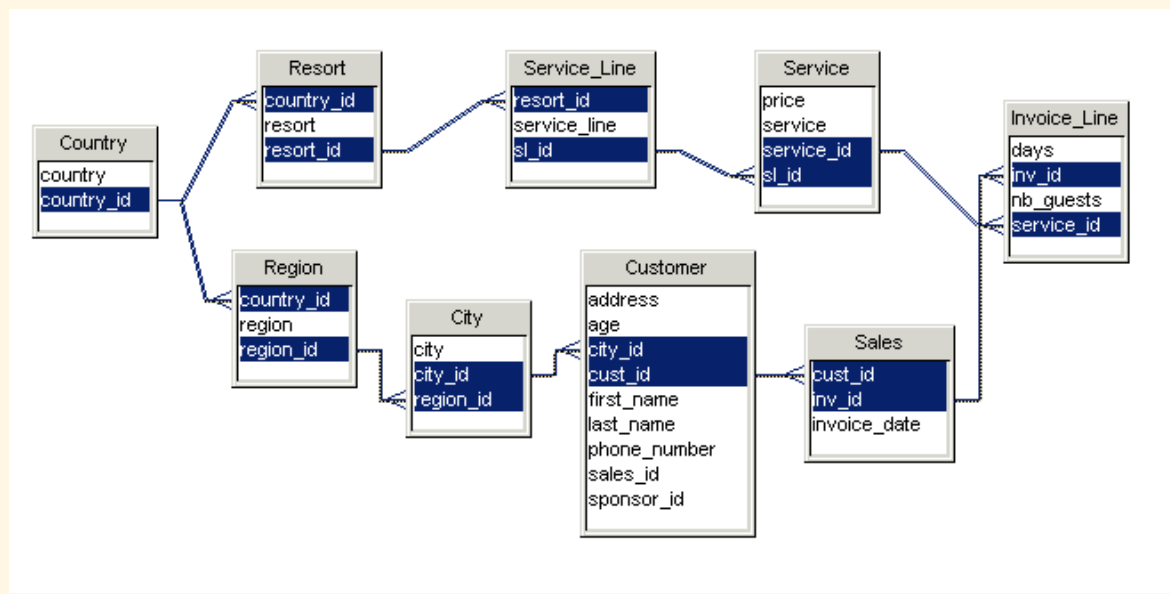 Country
country
country_id
Resort
country_id
resort
resort_id
Service_Line
resort_id
service_line
sl_id
Service
price
service
service_id
sl_id
Invoice_Line
days
inv_id
nb_guests
service_id
Region
country_id
region
region_id
City
city
city_id
region_id
Customer
address
age
city_id
cust_id
first_name
last_name
phone_number
sales_id
sponsor_id
Sales
cust_id
inv_id
invoice_date